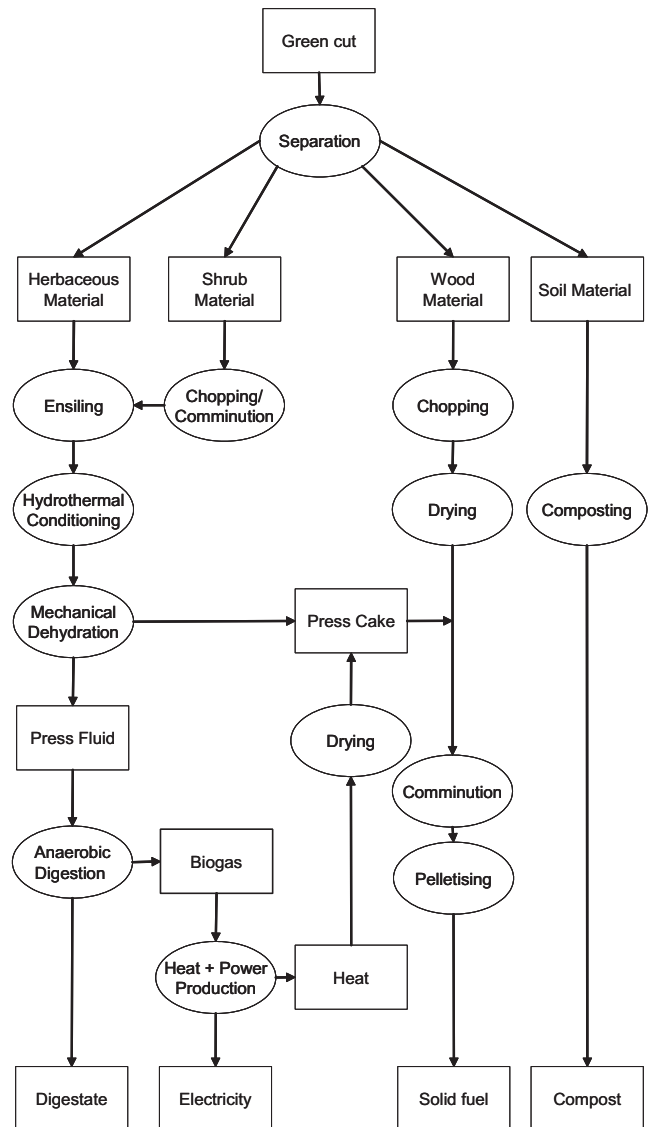 Green cut
Separation
Herbaceous
Material
Shrub
Material
Wood
Material
Soil Material
Ensiling
Chopping/
Comminution
Chopping
Hydrothermal
Conditioning
Drying
Composting
Mechanical
Dehydration
Press Cake
Press Fluid
Drying
Comminution
Anaerobic
Digestion
Biogas
Pelletising
Heat + Power
Production
Heat
Digestate
Electricity
Solid fuel
Compost